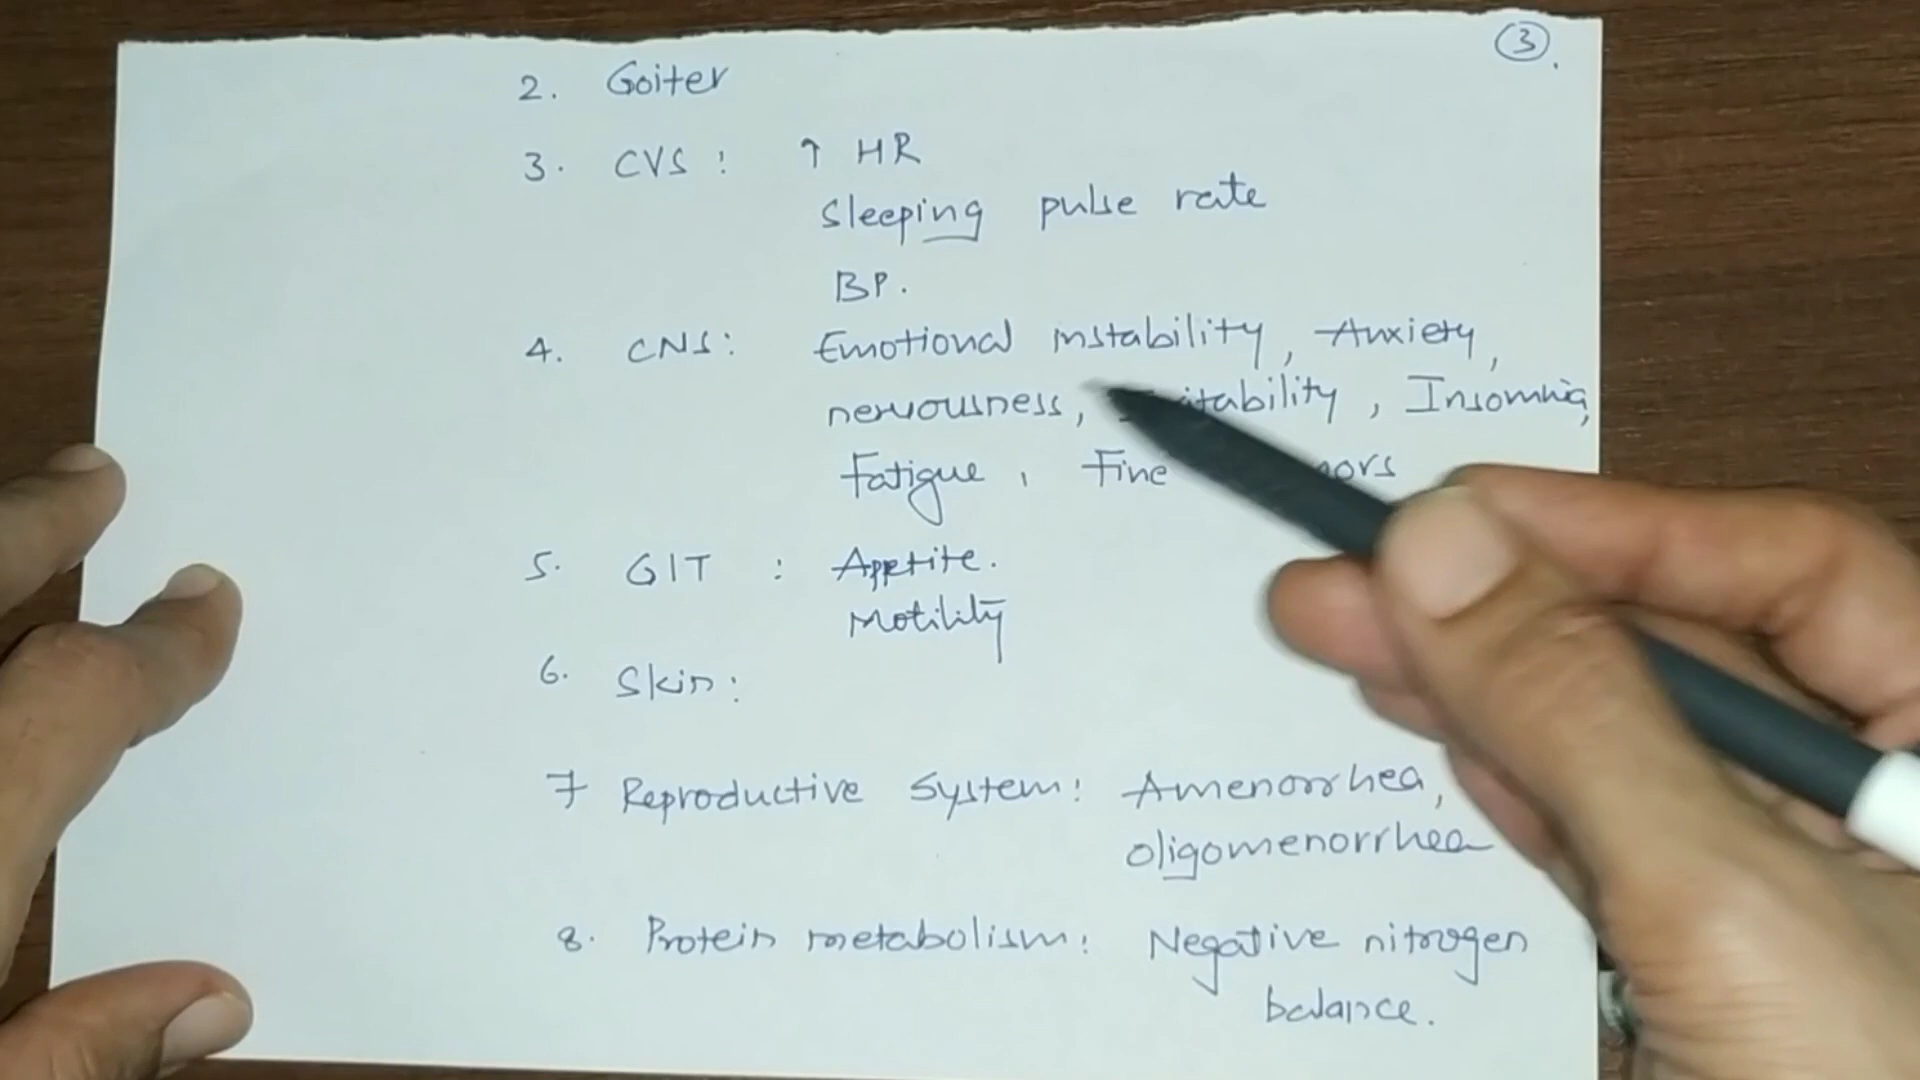 ③.
2. Goiter
3. CVS : ↑ HR
Sleeping pulse rate
BP.
4. CNS: Emotional instability, Anxiety,
nervousness, Insomnia,
Fatigue, Fine
5. GIT : Appetite.
Motility
6. Skin:
7 Reproductive System: Amenorrhea,
oligomenorrhea
8. Protein metabolism: Negative nitrogen
balance.